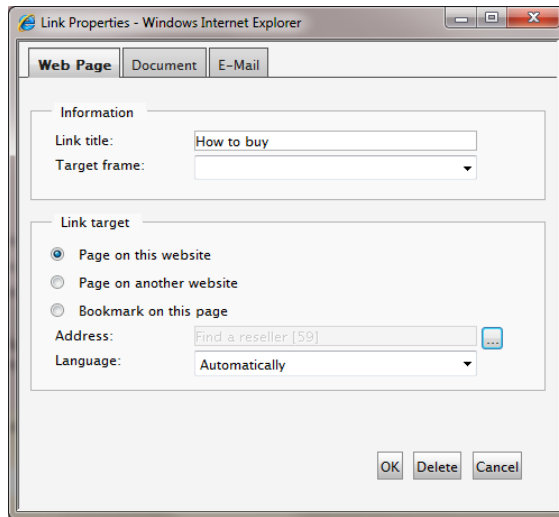 Link Properties - Windows Internet Explorer
Web Page Document E-Mail
Information
Link title: How to buy
Target frame:
Link target
Page on this website
Page on another website
Bookmark on this page
Address: Find a reseller [59] ...
Language: Automatically
OK Delete Cancel